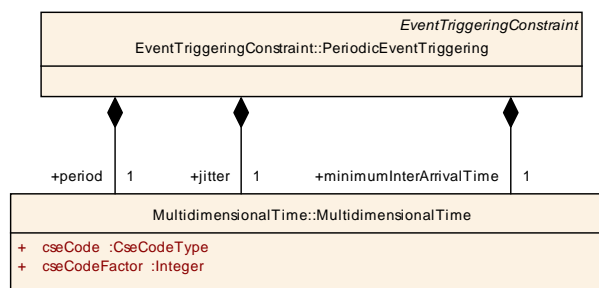 EventTriggeringConstraint
EventTriggeringConstraint::PeriodicEventTriggering
+period 1 +jitter 1 +minimumInterArrivalTime 1
MultidimensionalTime::MultidimensionalTime
+ cseCode :CseCodeType
+ cseCodeFactor :Integer